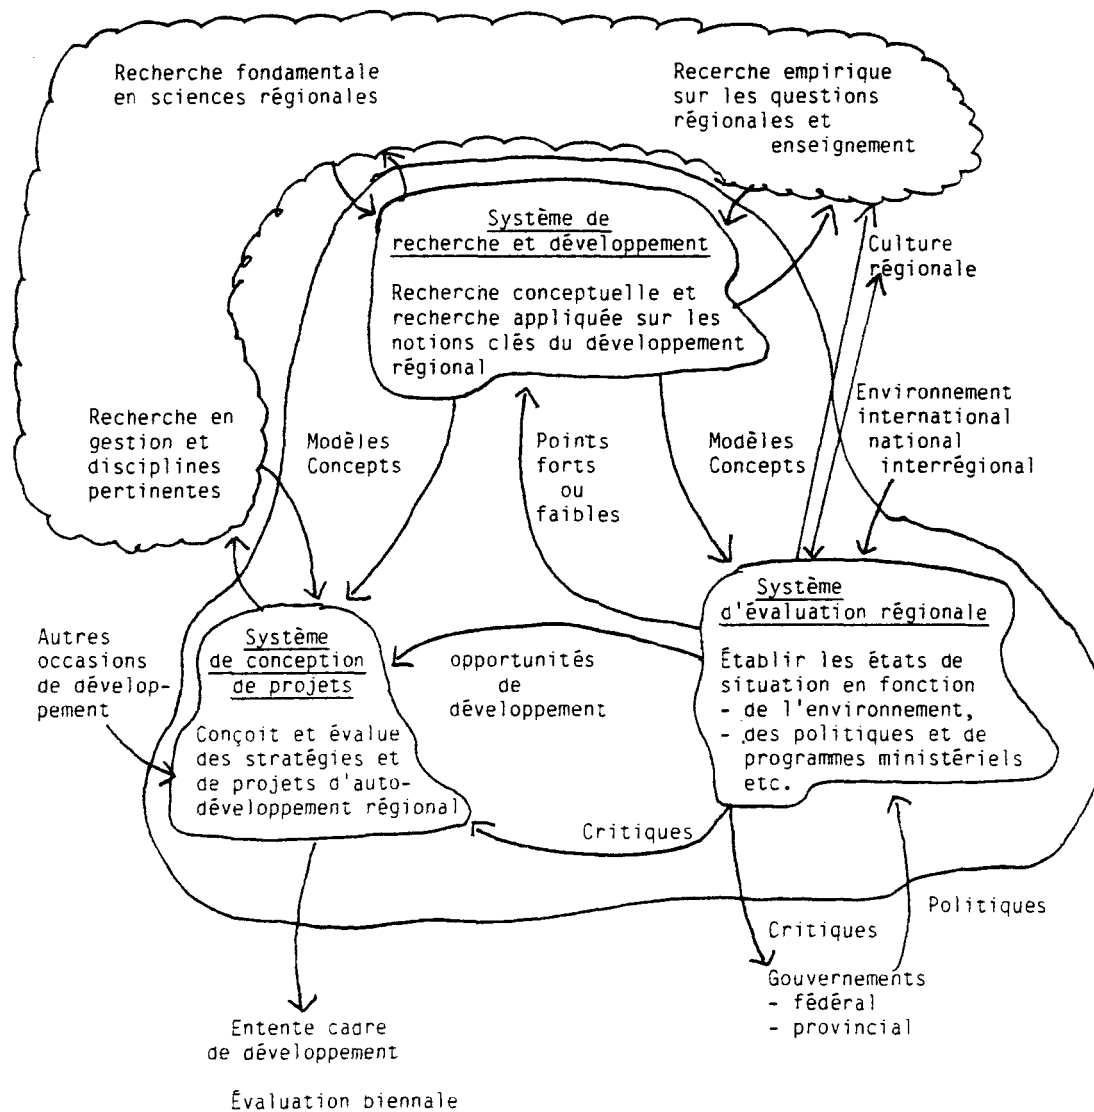 Recherche fondamentale
en sciences régionales
Recerche empirique
sur les questions
régionales et
enseignement
Système de
recherche et développement
Recherche conceptuelle et
recherche appliquée sur les
notions clés du développement
régional
Culture
régionale
Recherche en
gestion et
disciplines
pertinentes
Modèles
Concepts
Points
forts
ou
faibles
Modèles
Concepts
Environnement
international
national
interrégional
Autres
occasions
de dévelop-
pement
Système
de conception
de projets
Conçoit et évalue
des stratégies et
de projets d'auto-
développement régional
opportunités
de
développement
Système
d'évaluation régionale
Établir les états de
situation en fonction
- de l'environnement,
- des politiques et de
programmes ministériels
etc.
Critiques
Politiques
Critiques
Gouvernements
- fédéral
- provincial
Entente cadre
de développement
Évaluation biennale